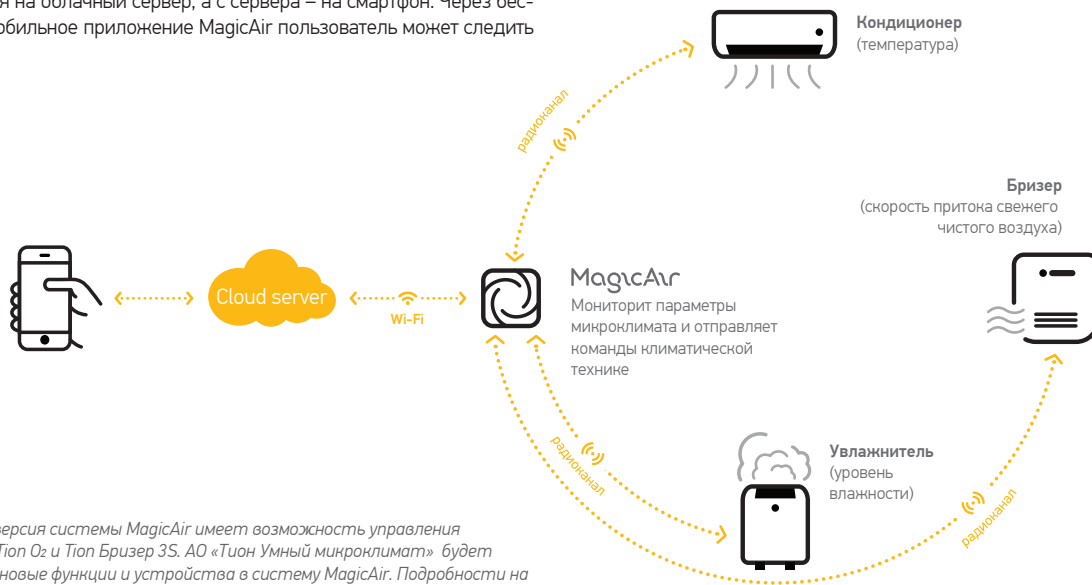 я на облачный сервер, а с сервера – на смартфон. Через бес-
обильное приложение MagicAir пользователь может следить
Кондиционер
(температура)
радиоканал
Бризер
(скорость притока свежего
чистого воздуха)
Cloud server
Wi-Fi
MagicAir
Мониторит параметры
микроклимата и отправляет
команды климатической
технике
радиоканал
Увлажнитель
(уровень
влажности)
радиоканал
версия системы MagicAir имеет возможность управления
Tion O₂ и Tion Бризер 3S. АО «Тион Умный микроклимат» будет
новые функции и устройства в систему MagicAir. Подробности на